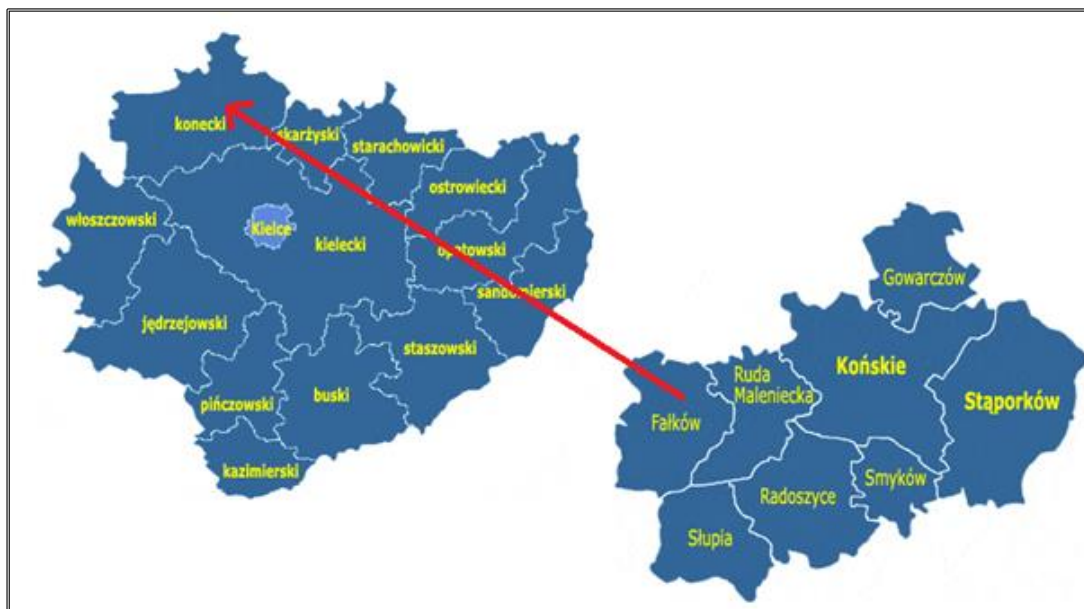 konecki
skarżyski
starachowicki
ostrowiecki
włoszczowski
Kielce
kielecki
opatowski
sandomierski
jędrzejowski
staszowski
pińczowski
buski
kazimierski
Gowarczów
Ruda
Maleniecka
Końskie
Fałków
Stąporków
Radoszyce
Smyków
Słupia